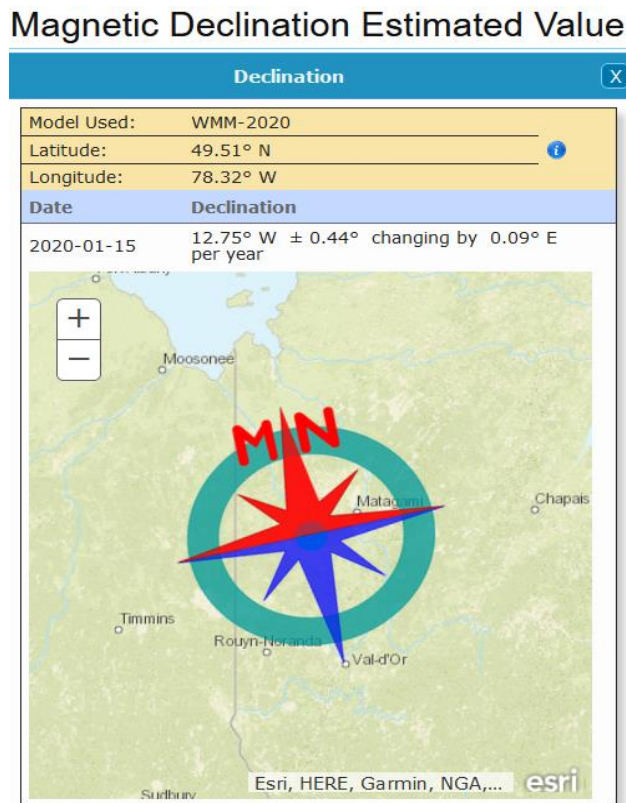 Magnetic Declination Estimated Value
Declination
X
Model Used: WMM-2020
Latitude: 49.51° N
Longitude: 78.32° W
Date Declination
2020-01-15 12.75° W ± 0.44° changing by 0.09° E
per year
+
−
Moosonee
MN
Matagami
Chapais
Timmins
Rouyn-Noranda
Val-d'Or
Sudbury
Esri, HERE, Garmin, NGA,... esri